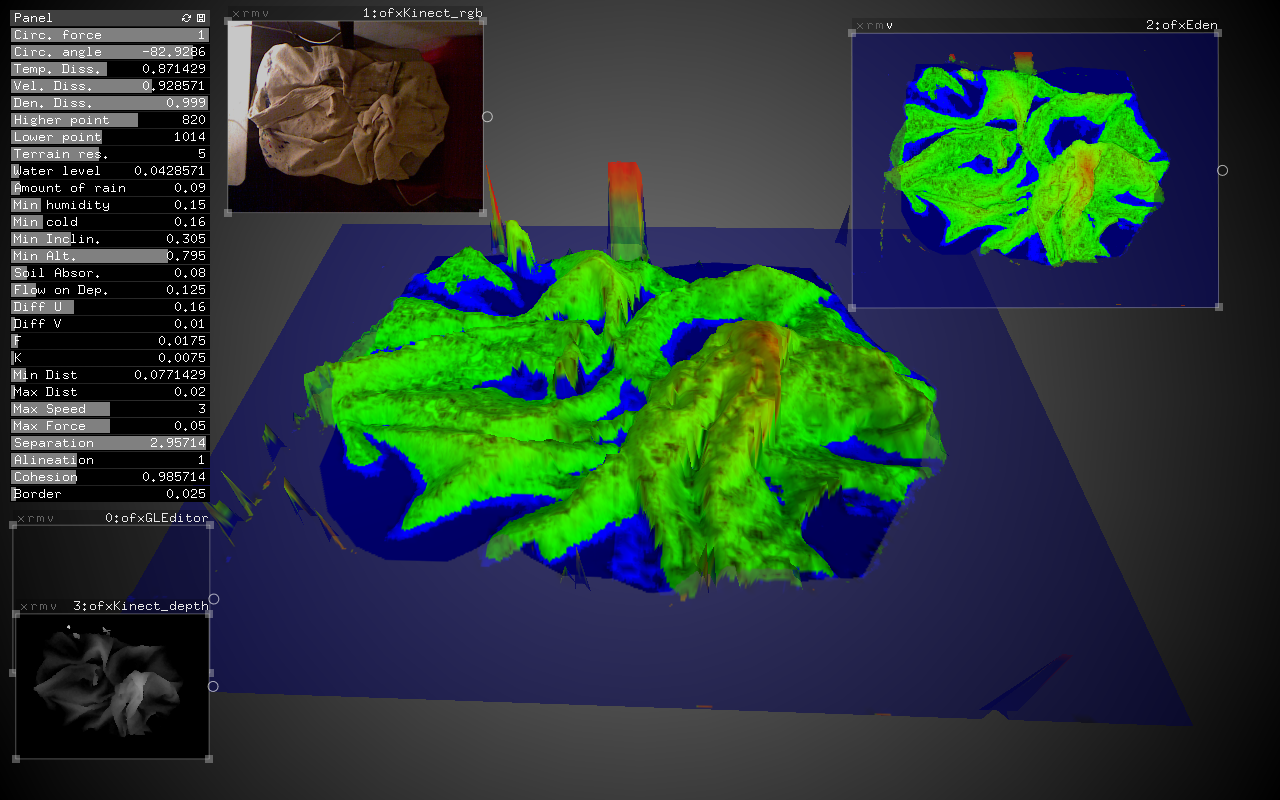 Panel
Circ. force 1
Circ. angle -82.9286
Temp. Diss. 0.871429
Vel. Diss. 0.928571
Den. Diss. 0.999
Higher point 820
Lower point 1014
Terrain res. 5
Water level 0.0428571
Amount of rain 0.09
Min humidity 0.15
Min cold 0.16
Min Inclin. 0.305
Min Alt. 0.795
Soil Absor. 0.08
Flow on Dep. 0.125
Diff U 0.16
Diff V 0.01
F 0.0175
K 0.0075
Min Dist 0.0771429
Max Dist 0.02
Max Speed 3
Max Force 0.05
Separation 2.95714
Alineation 1
Cohesion 0.985714
Border 0.025
xrmv 0:ofxGLEditor
xrmv 3:ofxKinect_depth
xrmv 1:ofxKinect_rgb
xrmv 2:ofxEden